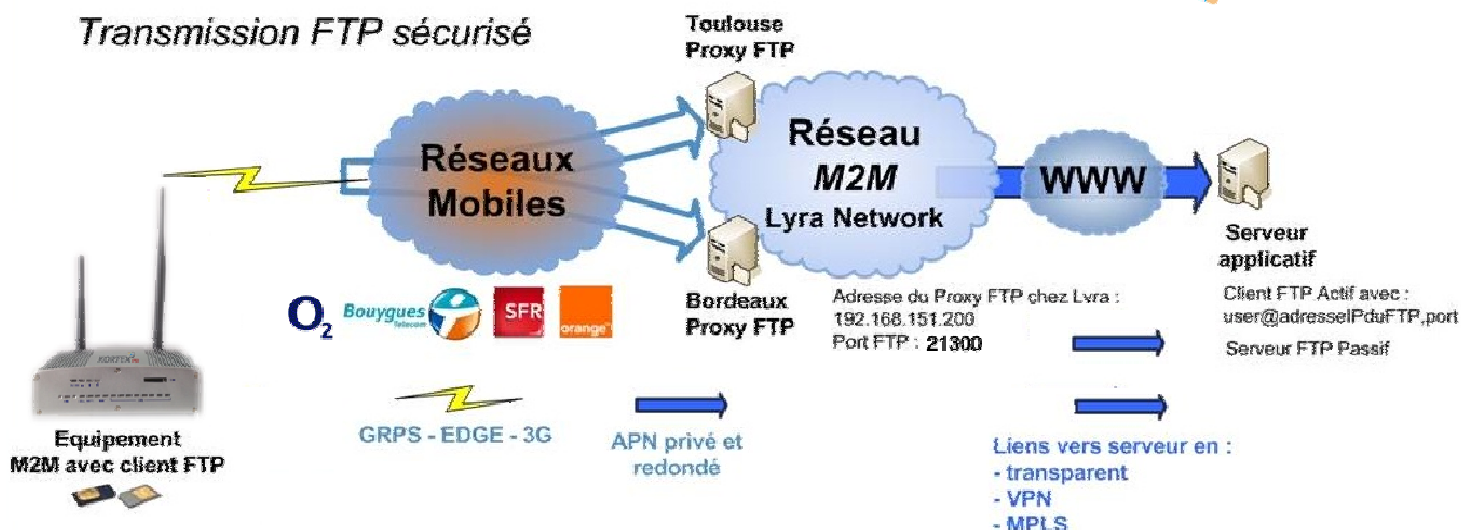 Transmission FTP sécurisé
Toulouse
Proxy FTP
Réseaux
Mobiles
Réseau
M2M
Lyra Network
WWW
Serveur
applicatif
Client FTP Actif avec :
user@adresseIPduFTP,port
Serveur FTP Passif
O2
Bouygues
Telecom
SFR
orange
Bordeaux
Proxy FTP
Adresse du Proxy FTP chez Lyra :
192.168.151.200
Port FTP : 21300
Equipement
M2M avec client FTP
GRPS - EDGE - 3G
APN privé et
redondé
Liens vers serveur en :
- transparent
- VPN
- MPLS